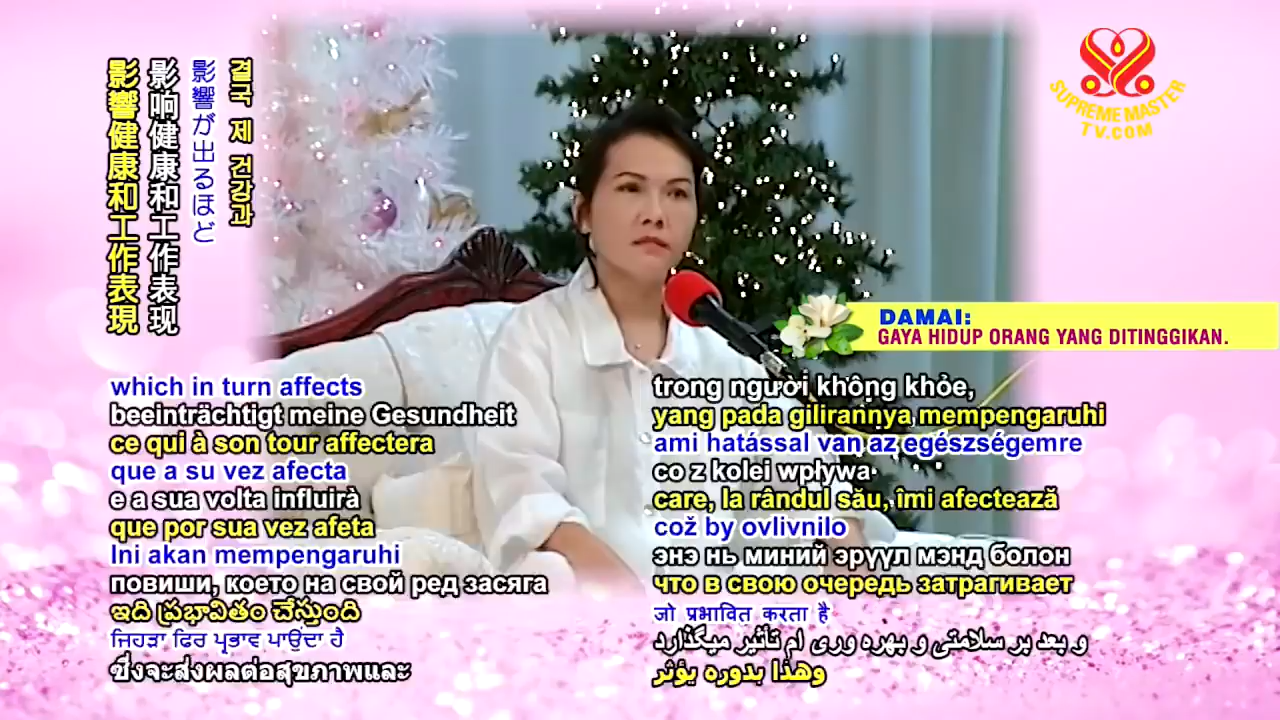 影響健康和工作表現
影响健康和工作表现
影響が出るほど
결국 제 건강과
SUPREME MASTER
TV.COM
DAMAI:
GAYA HIDUP ORANG YANG DITINGGIKAN.
which in turn affects
beeinträchtigt meine Gesundheit
ce qui à son tour affectera
que a su vez afecta
e a sua volta influirà
que por sua vez afeta
Ini akan mempengaruhi
повиши, което на свой ред засяга
ఇది ప్రభావితం చేస్తుంది
ਜਿਹੜਾ ਫਿਰ ਪ੍ਰਭਾਵ ਪਾਉਂਦਾ ਹੈ
ซึ่งจะส่งผลต่อสุขภาพและ
trong người không khỏe,
yang pada gilirannya mempengaruhi
ami hatással van az egészségemre
co z kolei wpływa
care, la rândul său, îmi afectează
což by ovlivnilo
энэ нь миний эрүүл мэнд болон
что в свою очередь затрагивает
जो प्रभावित करता है
و بعد بر سلامتی و بهره وری ام تأثیر میگذارد
وهذا بدوره يؤثر